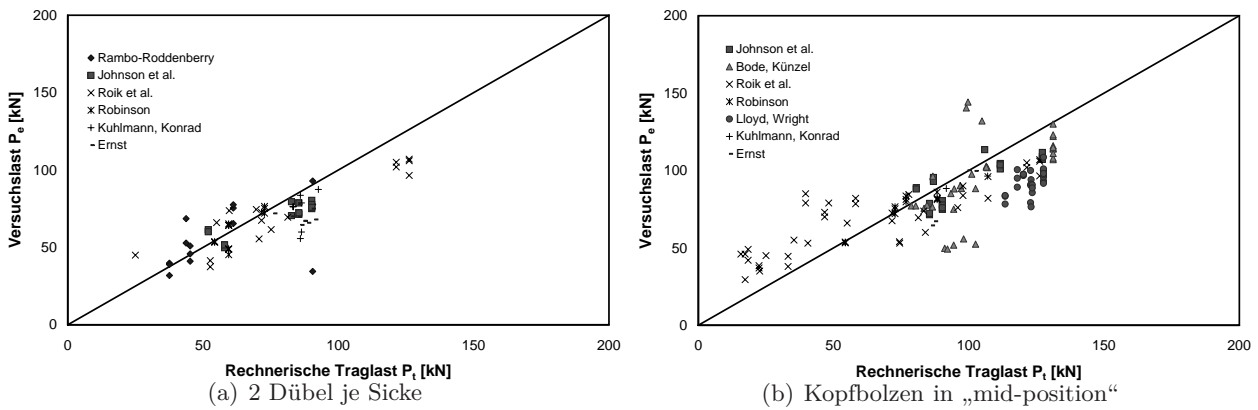 200
150
100
50
0
Versuchslast Pe [kN]
Rambo-Roddenberry
Johnson et al.
Roik et al.
Robinson
Kuhlmann, Konrad
Ernst
0 50 100 150 200
Rechnerische Traglast Pt [kN]
(a) 2 Dübel je Sicke
200
150
100
50
0
Versuchslast Pe [kN]
Johnson et al.
Bode, Künzel
Roik et al.
Robinson
Lloyd, Wright
Kuhlmann, Konrad
Ernst
0 50 100 150 200
Rechnerische Traglast Pt [kN]
(b) Kopfbolzen in „mid-position“